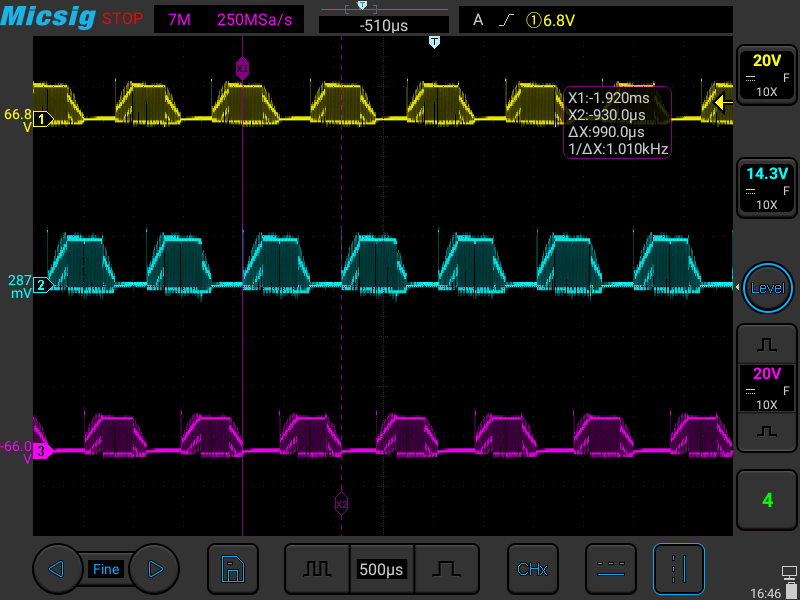 Micsig STOP 7M 250MSa/s T -510µs A ①6.8V
T
X1
66.8 V 1
X1:-1.920ms
X2:-930.0µs
ΔX:990.0µs
1/ΔX:1.010kHz
20V
F
10X
14.3V
F
10X
287 mV 2
Level
20V
F
10X
-66.0 V 3
X2
4
Fine 500µs CHx
16:46